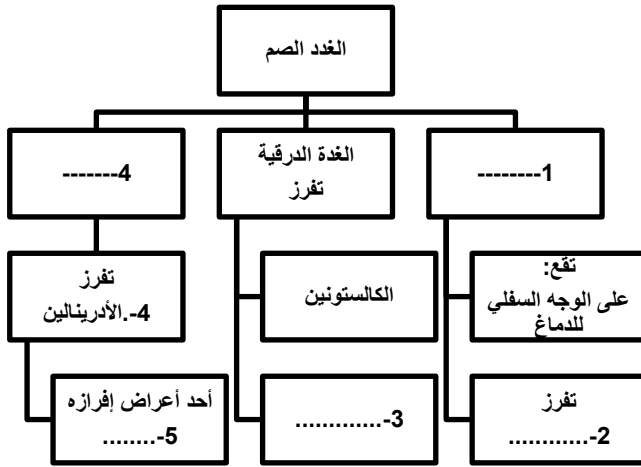 الغدد الصم
1--------
الغدة الدرقية
تفرز
4-------
تقع:
على الوجه السفلي
للدماغ
الكالستونين
تفرز
4-.الأدرينالين
تفرز
2-............
3-.............
أحد أعراض إفرازه
5-........